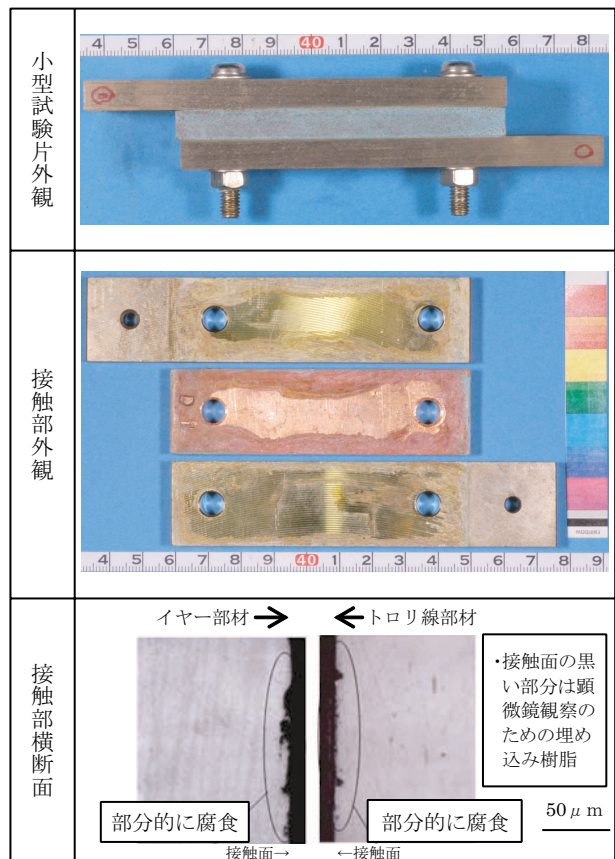 小型試験片外観
4 5 6 7 8 9 40 1 2 3 4 5 6 7 8
接触部外観
4 5 6 7 8 9 40 1 2 3 4 5 6 7 8 9
接触部横断面
イヤー部材 → ←トロリ線部材
・接触面の黒
い部分は顕
微鏡観察の
ための埋め
込み樹脂
部分的に腐食 部分的に腐食
50μm
接触面→ ←接触面